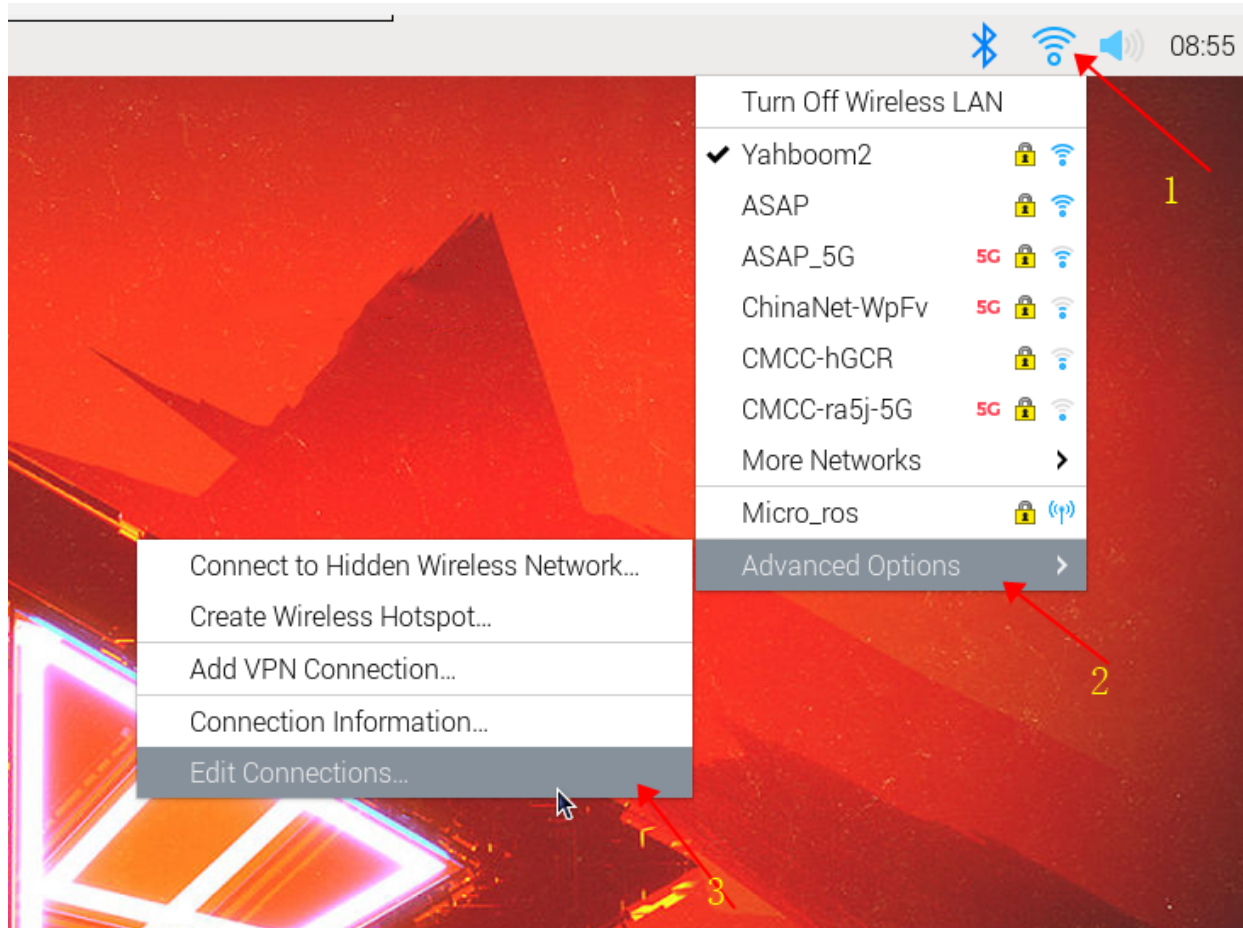 08:55
Turn Off Wireless LAN
Yahboom2
1
ASAP
ASAP_5G 5G
ChinaNet-WpFv 5G
CMCC-hGCR
CMCC-ra5j-5G 5G
More Networks
Micro_ros
Advanced Options
2
Connect to Hidden Wireless Network...
Create Wireless Hotspot...
Add VPN Connection...
Connection Information...
Edit Connections...
3